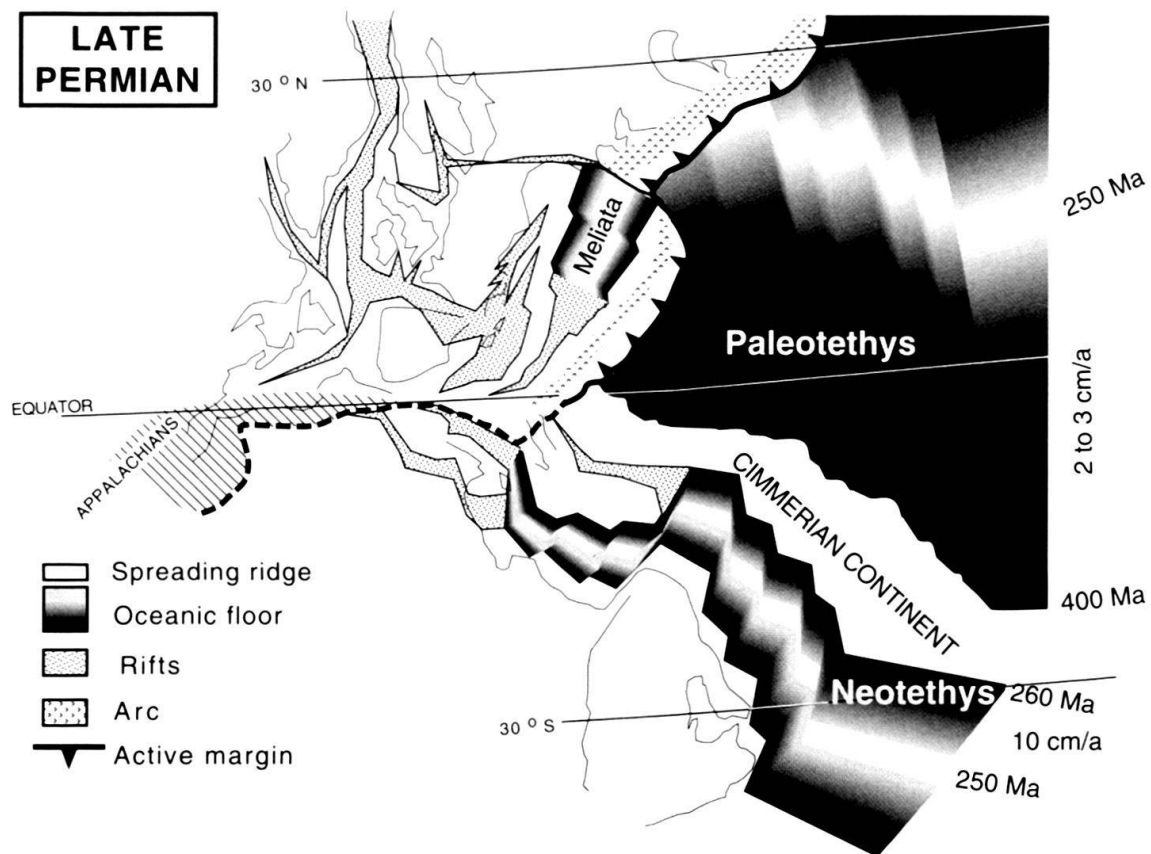 LATE
PERMIAN
30 ° N
250 Ma
Meliata
Paleotethys
2 to 3 cm/a
EQUATOR
APPALACHIANS
CIMMERIAN CONTINENT
400 Ma
Spreading ridge
Oceanic floor
Rifts
Arc
Active margin
Neotethys
260 Ma
30 ° S
10 cm/a
250 Ma